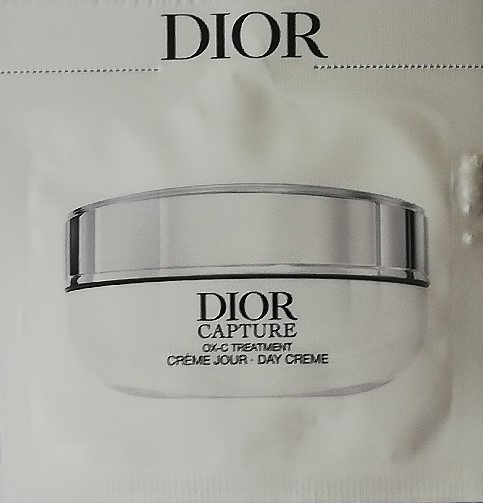 DIOR
DIOR
CAPTURE
OX-C TREATMENT
CRÈME JOUR - DAY CREME